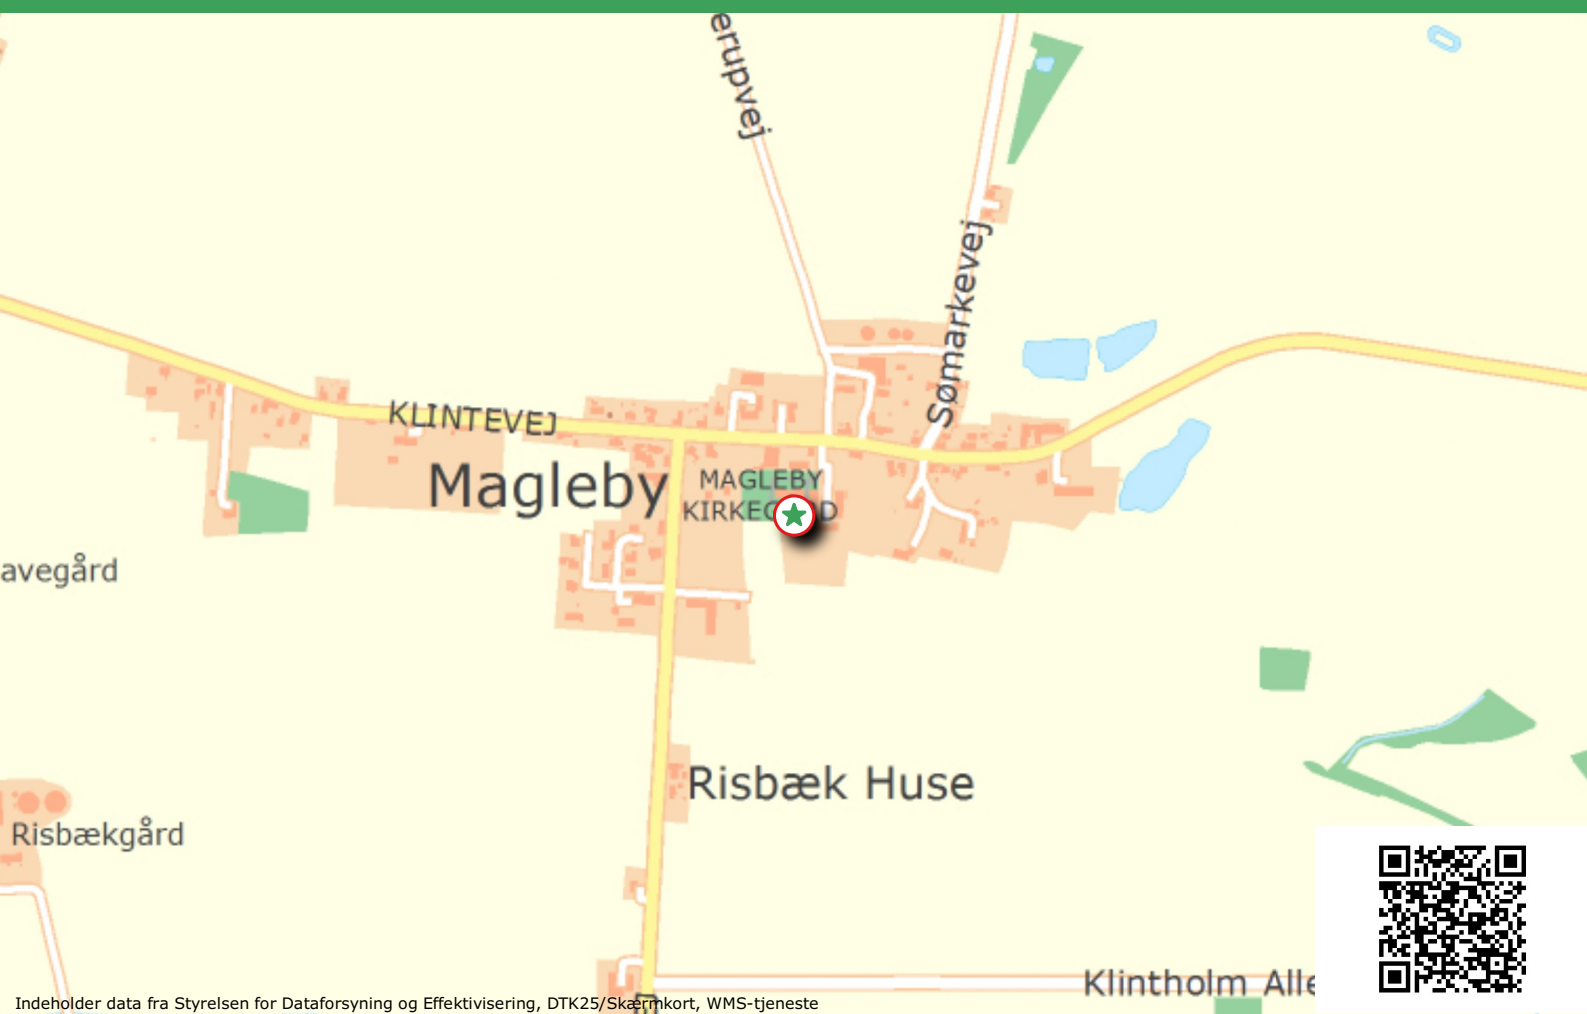 erupvej
Sømarkevej
KLINTEVEJ
Magleby
MAGLEBY
avegård
Risbæk Huse
Risbækgård
Klintholm Alle
Indeholder data fra Styrelsen for Dataforsyning og Effektivisering, DTK25/Skærmkort, WMS-tjeneste